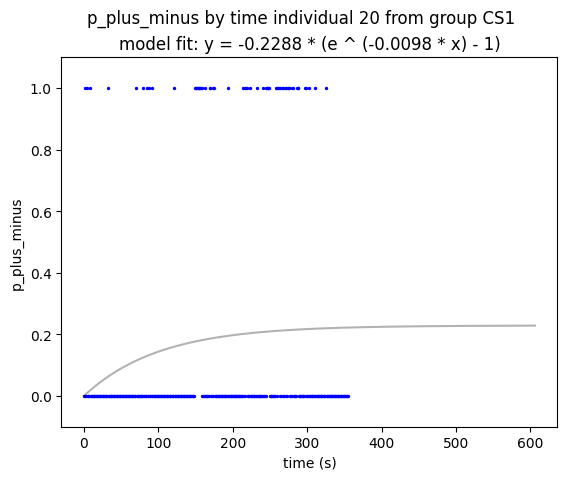 p_plus_minus by time individual 20 from group CS1
model fit: y = -0.2288 * (e ^ (-0.0098 * x) - 1)
1.0
0.8
0.6
0.4
0.2
0.0
p_plus_minus
0 100 200 300 400 500 600
time (s)